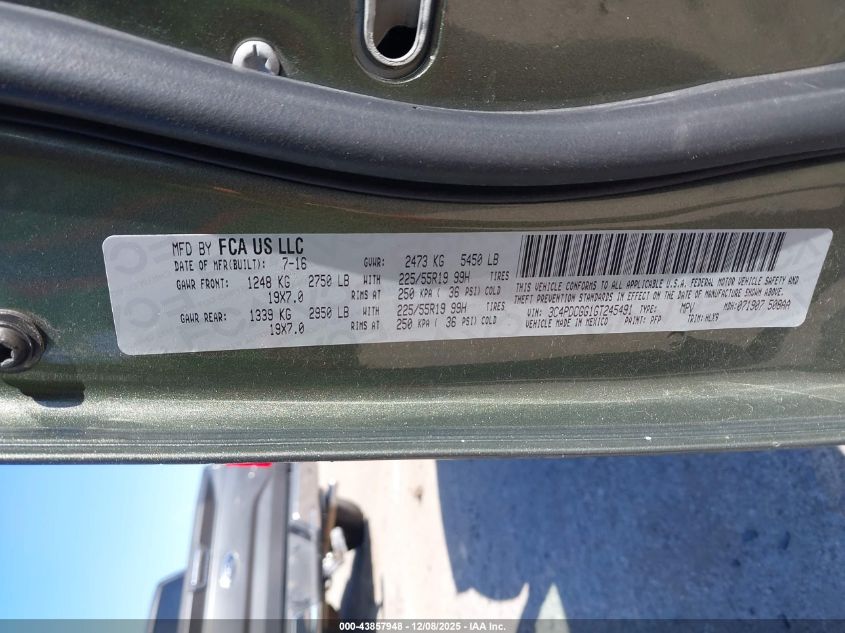 MFD BY FCA US LLC
DATE OF MFR(BUILT): 7-16 GVWR: 2473 KG 5450 LB
GAWR FRONT: 1248 KG 2750 LB WITH 225/55R19 99H TIRES
19X7.0 RIMS AT 250 KPA ( 36 PSI) COLD
GAWR REAR: 1339 KG 2950 LB WITH 225/55R19 99H TIRES
19X7.0 RIMS AT 250 KPA ( 36 PSI) COLD
THIS VEHICLE CONFORMS TO ALL APPLICABLE U.S.A. FEDERAL MOTOR VEHICLE SAFETY AND
THEFT PREVENTION STANDARDS IN EFFECT ON THE DATE OF MANUFACTURE SHOWN ABOVE.
VIN: 3C4PDCGG1GT245491 TYPE: MPV MDH: 071907 508AA
VEHICLE MADE IN MEXICO PAINT: PFP TRIM: HLX9
000-43857948 - 12/08/2025 - IAA Inc.